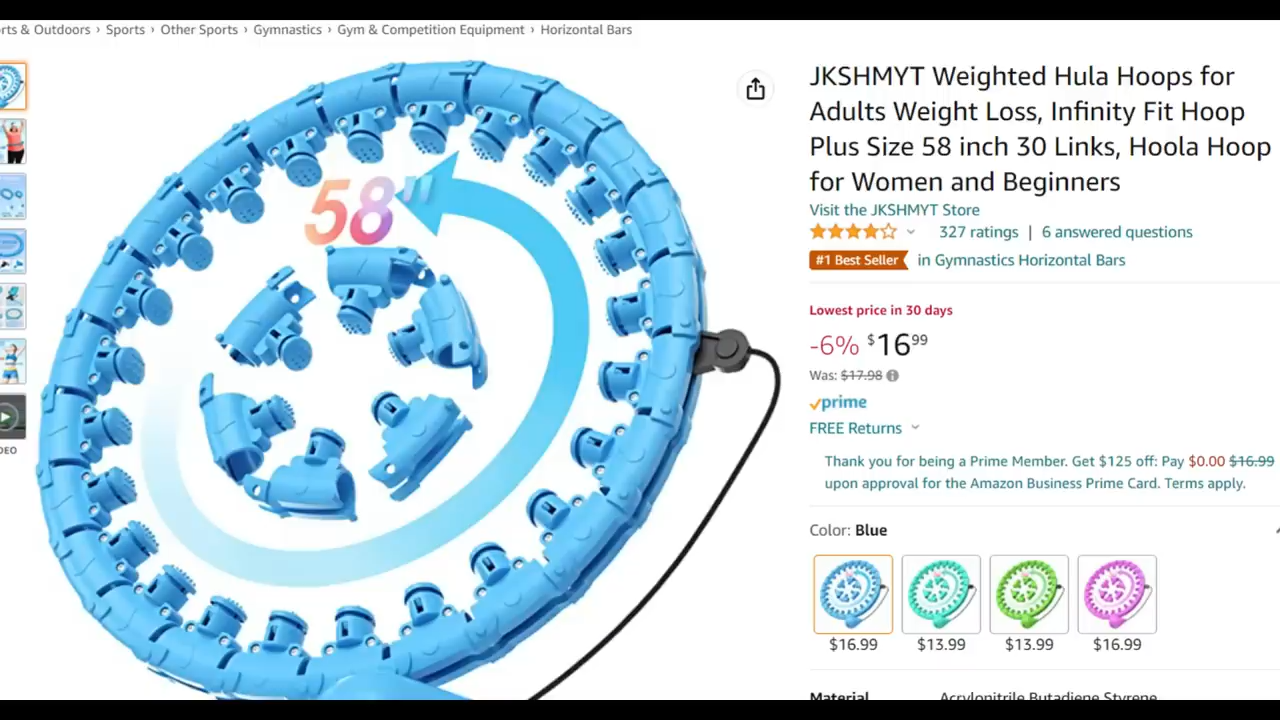 rts & Outdoors › Sports › Other Sports › Gymnastics › Gym & Competition Equipment › Horizontal Bars
JKSHMYT Weighted Hula Hoops for
Adults Weight Loss, Infinity Fit Hoop
Plus Size 58 inch 30 Links, Hoola Hoop
for Women and Beginners
Visit the JKSHMYT Store
327 ratings | 6 answered questions
#1 Best Seller in Gymnastics Horizontal Bars
58"
Lowest price in 30 days
-6% $1699
Was: $17.98
prime
FREE Returns
Thank you for being a Prime Member. Get $125 off: Pay $0.00 $16.99
upon approval for the Amazon Business Prime Card. Terms apply.
DEO
Color: Blue
$16.99 $13.99 $13.99 $16.99
Material Acrylonitrile Butadiene Styrene